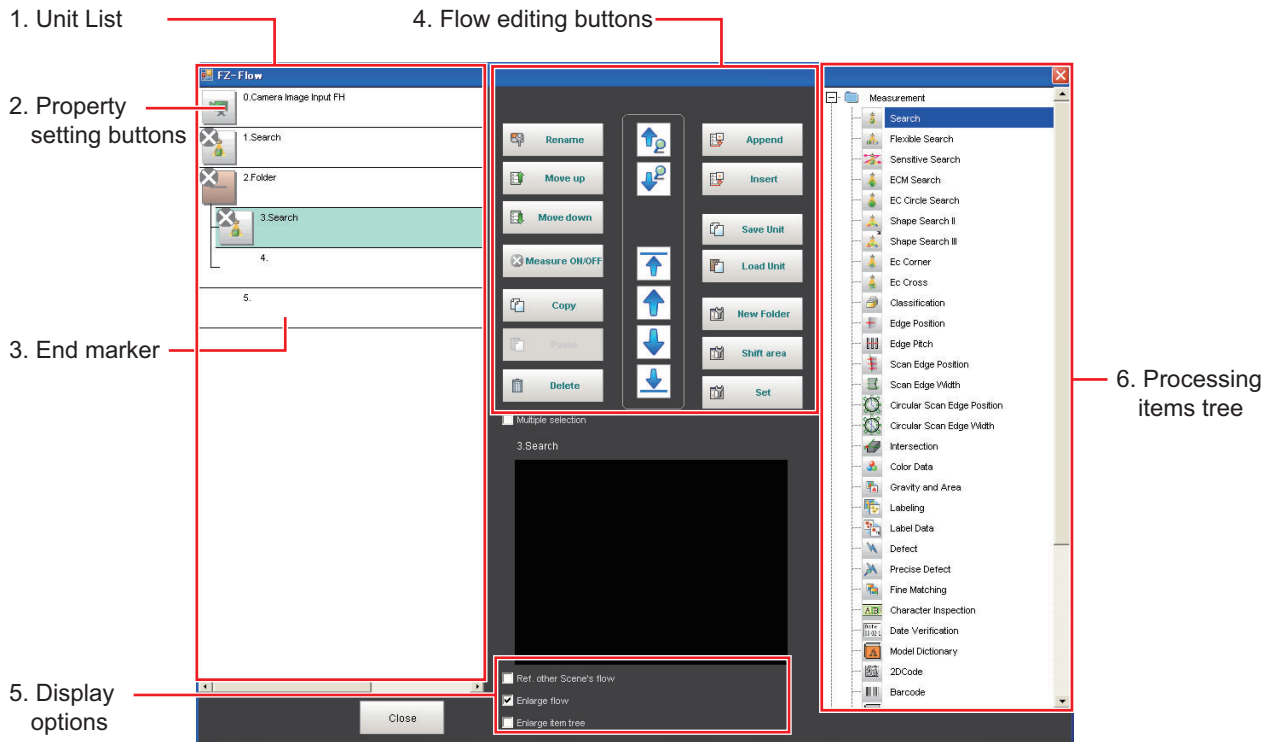 1. Unit List
4. Flow editing buttons
FZ-Flow
2. Property
setting buttons
0.Camera Image Input FH
1.Search
2.Folder
3.Search
4.
5.
3. End marker
Rename
Move up
Move down
Measure ON/OFF
Copy
Paste
Delete
Append
Insert
Save Unit
Load Unit
New Folder
Shift area
Set
Multiple selection
3.Search
5. Display
options
Ref. other Scene's flow
Enlarge flow
Enlarge item tree
Close
Measurement
Search
Flexible Search
Sensitive Search
ECM Search
EC Circle Search
Shape Search II
Shape Search III
Ec Corner
Ec Cross
Classification
Edge Position
Edge Pitch
Scan Edge Position
Scan Edge Width
Circular Scan Edge Position
Circular Scan Edge Width
Intersection
Color Data
Gravity and Area
Labeling
Label Data
Defect
Precise Defect
Fine Matching
Character Inspection
Date Verification
Model Dictionary
2DCode
Barcode
6. Processing
items tree